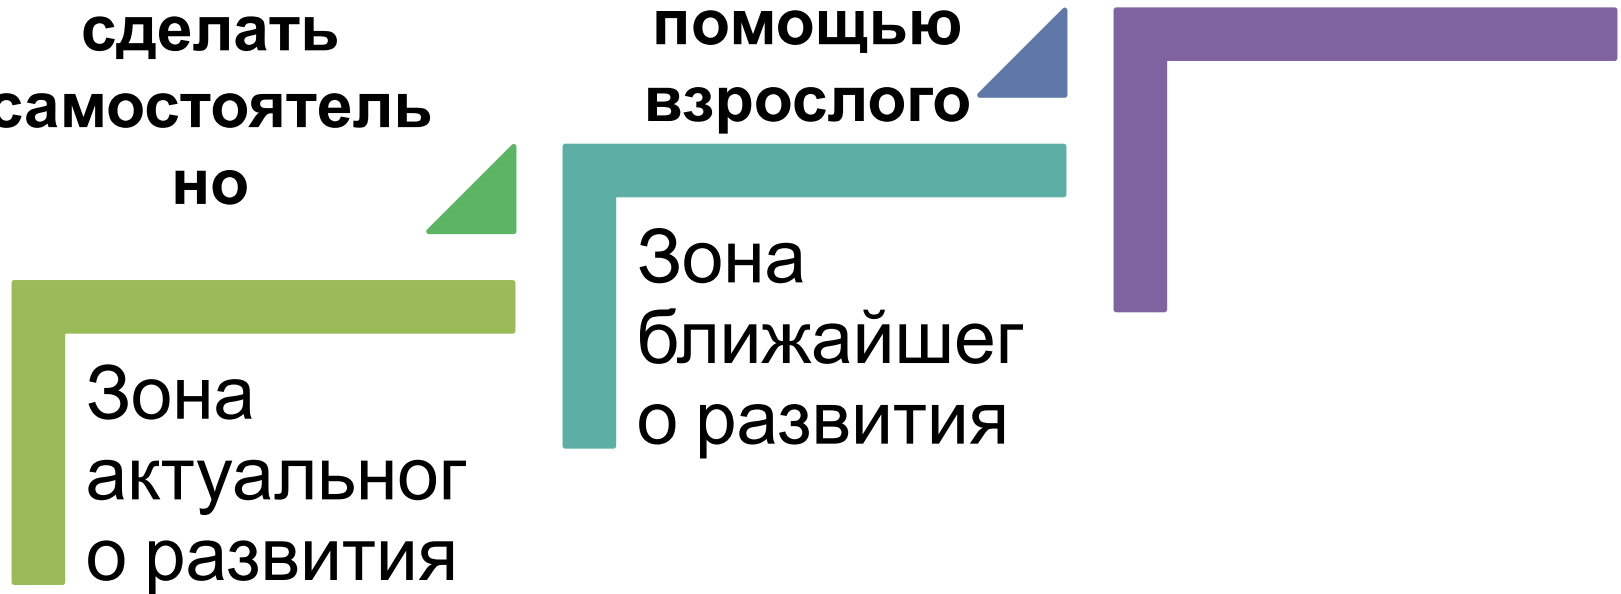 сделать
самостоятель
но
помощью
взрослого
Зона
ближайшег
о развития
Зона
актуальног
о развития